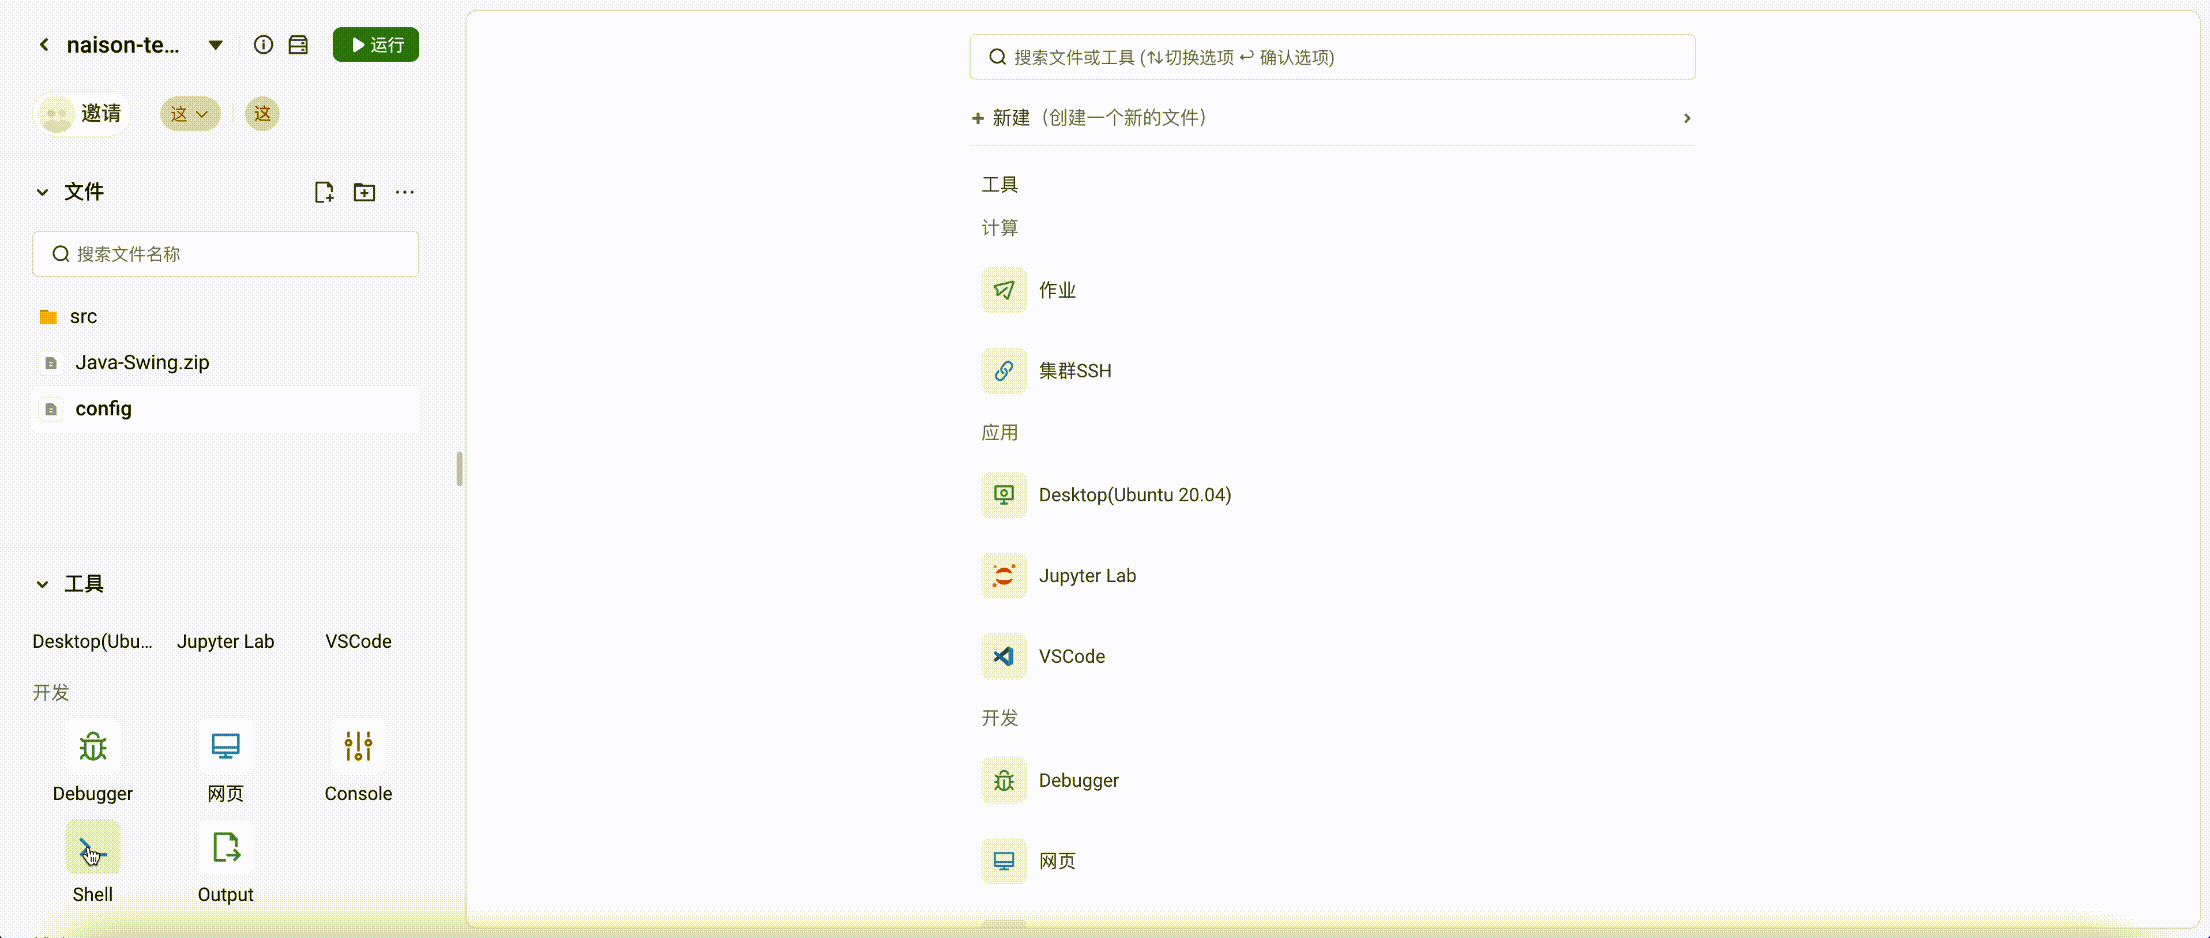 naison-te...
运行
邀请
这
这
文件
搜索文件名称
src
Java-Swing.zip
config
工具
Desktop(Ubu...
Jupyter Lab
VSCode
开发
Debugger
网页
Console
Shell
Output
搜索文件或工具 (⇅切换选项 ↩ 确认选项)
+ 新建（创建一个新的文件）
工具
计算
作业
集群SSH
应用
Desktop(Ubuntu 20.04)
Jupyter Lab
VSCode
开发
Debugger
网页